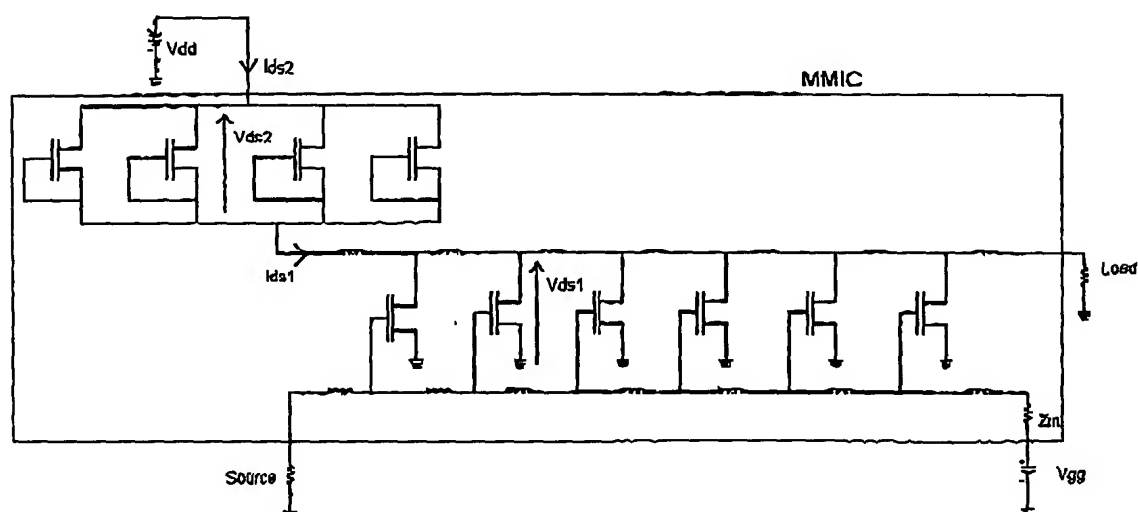 Vdd
Ids2
MMIC
Vds2
Ids1
Vds1
Load
Zin
Source
Vgg